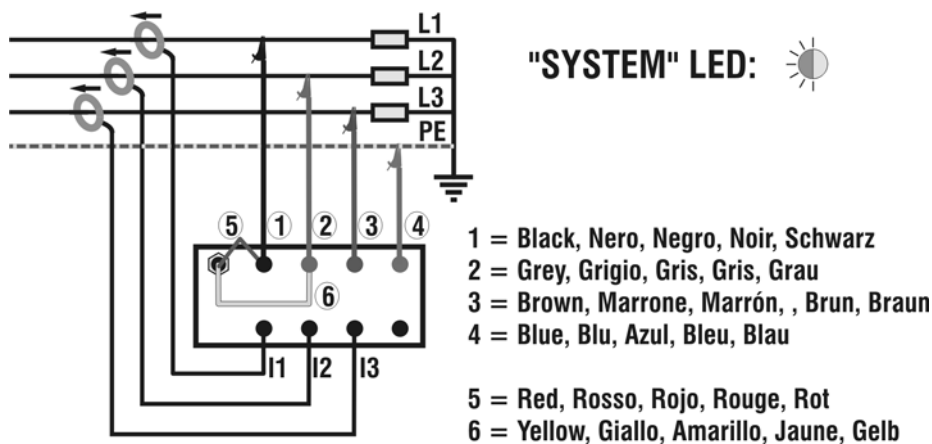 L1
L2
L3
PE
"SYSTEM" LED:
5 1 2 3 4
6
I1 I2 I3
1 = Black, Nero, Negro, Noir, Schwarz
2 = Grey, Grigio, Gris, Gris, Grau
3 = Brown, Marrone, Marrón, , Brun, Braun
4 = Blue, Blu, Azul, Bleu, Blau
5 = Red, Rosso, Rojo, Rouge, Rot
6 = Yellow, Giallo, Amarillo, Jaune, Gelb